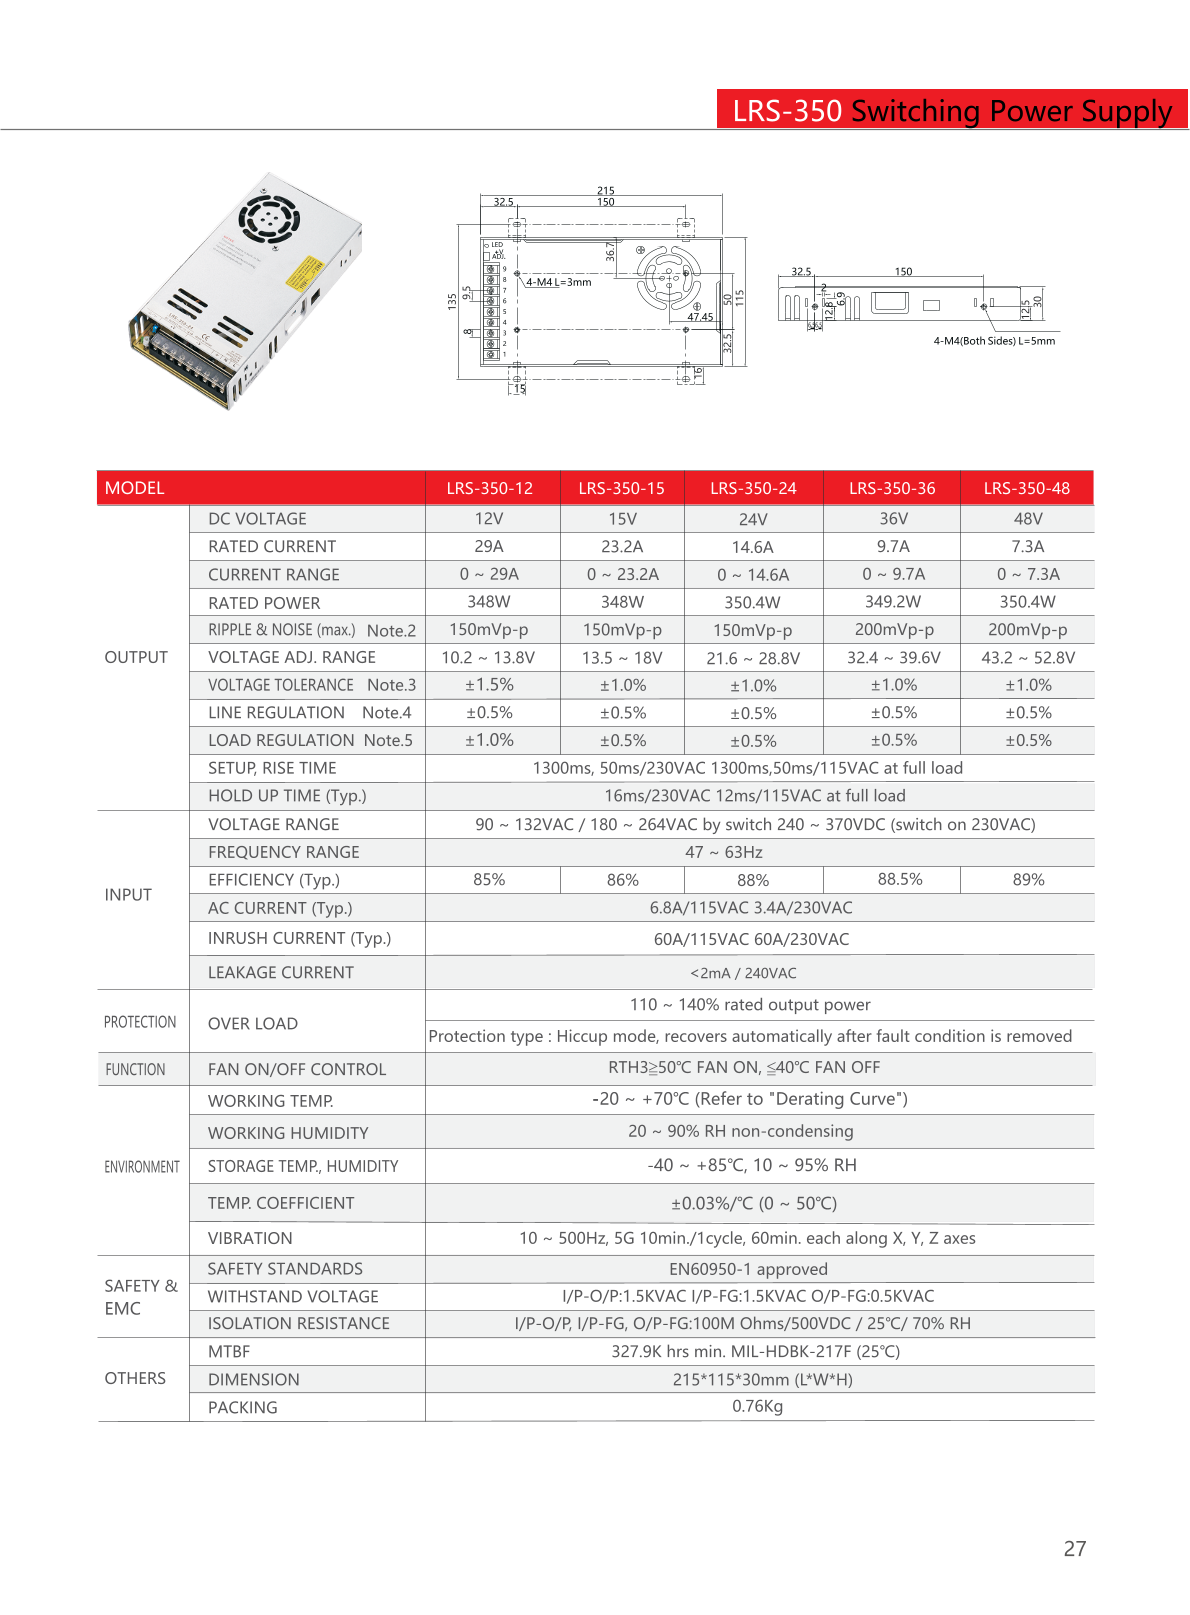 LRS-350 Switching Power Supply
215
32.5 150
LED
+V
ADJ.
9
8
7
6
5
4
3
2
1
135
9.5
8
15
4-M4 L=3mm
36.7
47.45
50
115
32.5
16
32.5 150
2
6.9
12.8
12.5
30
4-M4(Both Sides) L=5mm
MODEL LRS-350-12 LRS-350-15 LRS-350-24 LRS-350-36 LRS-350-48
OUTPUT
DC VOLTAGE 12V 15V 24V 36V 48V
RATED CURRENT 29A 23.2A 14.6A 9.7A 7.3A
CURRENT RANGE 0 ~ 29A 0 ~ 23.2A 0 ~ 14.6A 0 ~ 9.7A 0 ~ 7.3A
RATED POWER 348W 348W 350.4W 349.2W 350.4W
RIPPLE & NOISE (max.) Note.2 150mVp-p 150mVp-p 150mVp-p 200mVp-p 200mVp-p
VOLTAGE ADJ. RANGE 10.2 ~ 13.8V 13.5 ~ 18V 21.6 ~ 28.8V 32.4 ~ 39.6V 43.2 ~ 52.8V
VOLTAGE TOLERANCE Note.3 ±1.5% ±1.0% ±1.0% ±1.0% ±1.0%
LINE REGULATION Note.4 ±0.5% ±0.5% ±0.5% ±0.5% ±0.5%
LOAD REGULATION Note.5 ±1.0% ±0.5% ±0.5% ±0.5% ±0.5%
SETUP, RISE TIME 1300ms, 50ms/230VAC 1300ms,50ms/115VAC at full load
HOLD UP TIME (Typ.) 16ms/230VAC 12ms/115VAC at full load
INPUT
VOLTAGE RANGE 90 ~ 132VAC / 180 ~ 264VAC by switch 240 ~ 370VDC (switch on 230VAC)
FREQUENCY RANGE 47 ~ 63Hz
EFFICIENCY (Typ.) 85% 86% 88% 88.5% 89%
AC CURRENT (Typ.) 6.8A/115VAC 3.4A/230VAC
INRUSH CURRENT (Typ.) 60A/115VAC 60A/230VAC
LEAKAGE CURRENT <2mA / 240VAC
PROTECTION
OVER LOAD 110 ~ 140% rated output power
Protection type : Hiccup mode, recovers automatically after fault condition is removed
FUNCTION FAN ON/OFF CONTROL RTH3≧50℃ FAN ON, ≦40℃ FAN OFF
ENVIRONMENT
WORKING TEMP. -20 ~ +70℃ (Refer to "Derating Curve")
WORKING HUMIDITY 20 ~ 90% RH non-condensing
STORAGE TEMP., HUMIDITY -40 ~ +85℃, 10 ~ 95% RH
TEMP. COEFFICIENT ±0.03%/℃ (0 ~ 50℃)
VIBRATION 10 ~ 500Hz, 5G 10min./1cycle, 60min. each along X, Y, Z axes
SAFETY &
EMC
SAFETY STANDARDS EN60950-1 approved
WITHSTAND VOLTAGE I/P-O/P:1.5KVAC I/P-FG:1.5KVAC O/P-FG:0.5KVAC
ISOLATION RESISTANCE I/P-O/P, I/P-FG, O/P-FG:100M Ohms/500VDC / 25℃/ 70% RH
OTHERS
MTBF 327.9K hrs min. MIL-HDBK-217F (25℃)
DIMENSION 215*115*30mm (L*W*H)
PACKING 0.76Kg
27